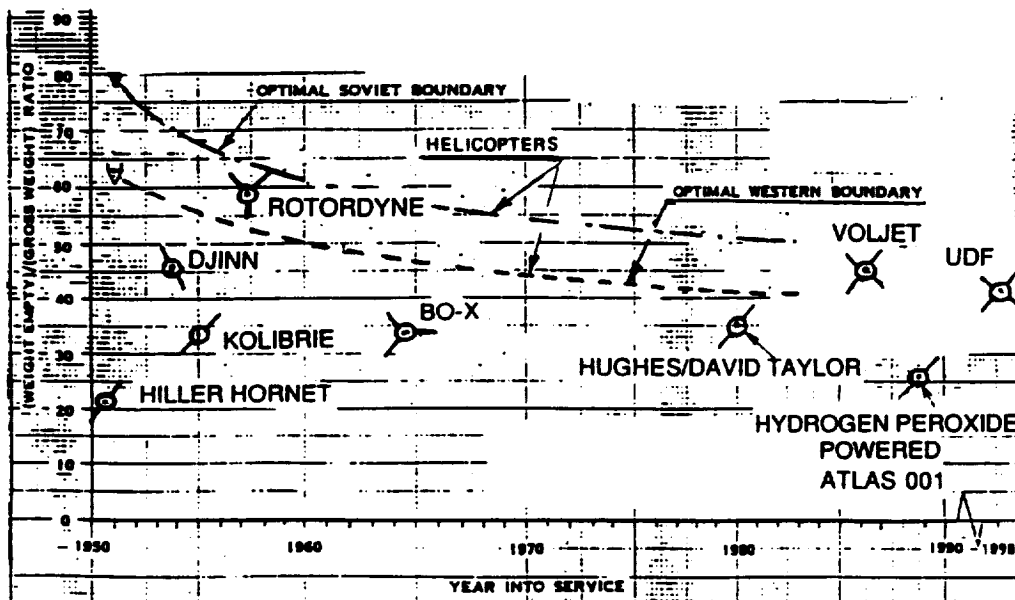 90
80
OPTIMAL SOVIET BOUNDARY
70
HELICOPTERS
60
ROTORDYNE
OPTIMAL WESTERN BOUNDARY
VOLJET
50
DJINN
UDF
40
BO-X
KOLIBRIE
30
HUGHES/DAVID TAYLOR
HILLER HORNET
20
HYDROGEN PEROXIDE
POWERED
ATLAS 001
10
0
(WEIGHT EMPTY)/(GROSS WEIGHT) RATIO
1950
1960
1970
1980
1990
1998
YEAR INTO SERVICE